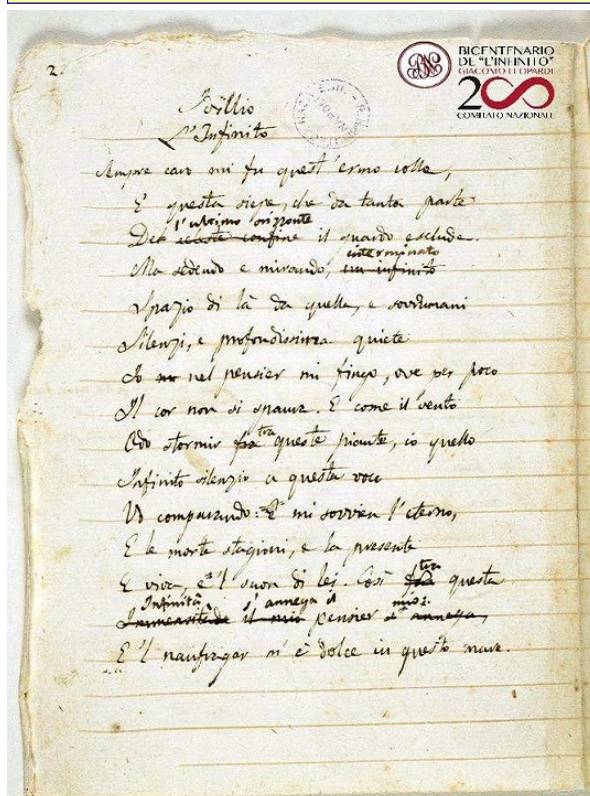 2.
BICENTENARIO
DE "L'INFINITO"
GIACOMO LEOPARDI
200
COMITATO NAZIONALE
Idillio
L'Infinito
Sempre caro mi fu quest'ermo colle,
E questa siepe, che da tanta parte
l'ultimo orizzonte
Del celeste confine il guardo esclude.
interminato
Ma sedendo e mirando, un infinito
Spazio di là da quella, e sovrumani
Silenzi, e profondissima quiete
Io nel pensier mi fingo, ove per poco
Il cor non si spaura. E come il vento
tra
Odo stormir fra queste piante, io quello
Infinito silenzio a questa voce
Vo comparando: E mi sovvien l'eterno,
E le morte stagioni, e la presente
tra
E viva, e 'l suon di lei. Così fra questa
Infinità s'annega il mio:
Immensitade il mio pensier s'annega,
E 'l naufragar m'è dolce in questo mare.